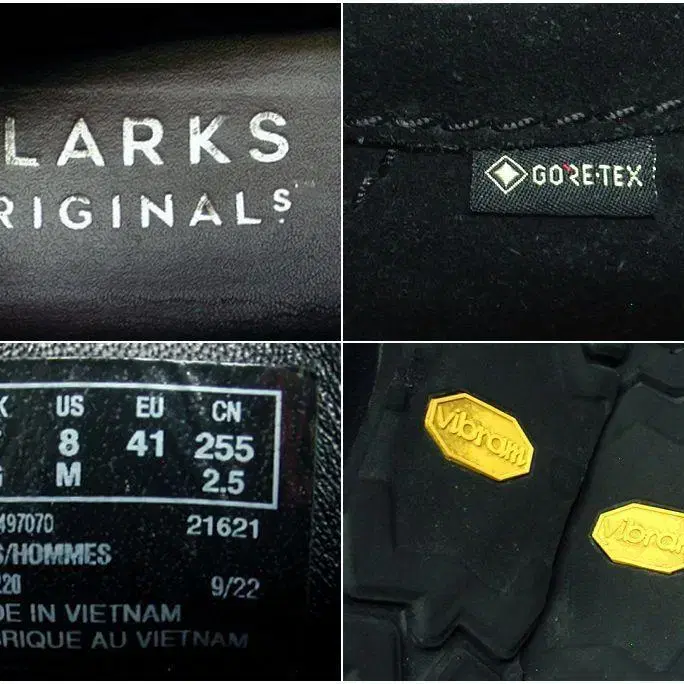 LARKS
RIGINALS
GORE-TEX
K US EU CN
8 41 255
G M 2.5
497070 21621
S/HOMMES
220 9/22
DE IN VIETNAM
BRIQUE AU VIETNAM
vibram
vibram